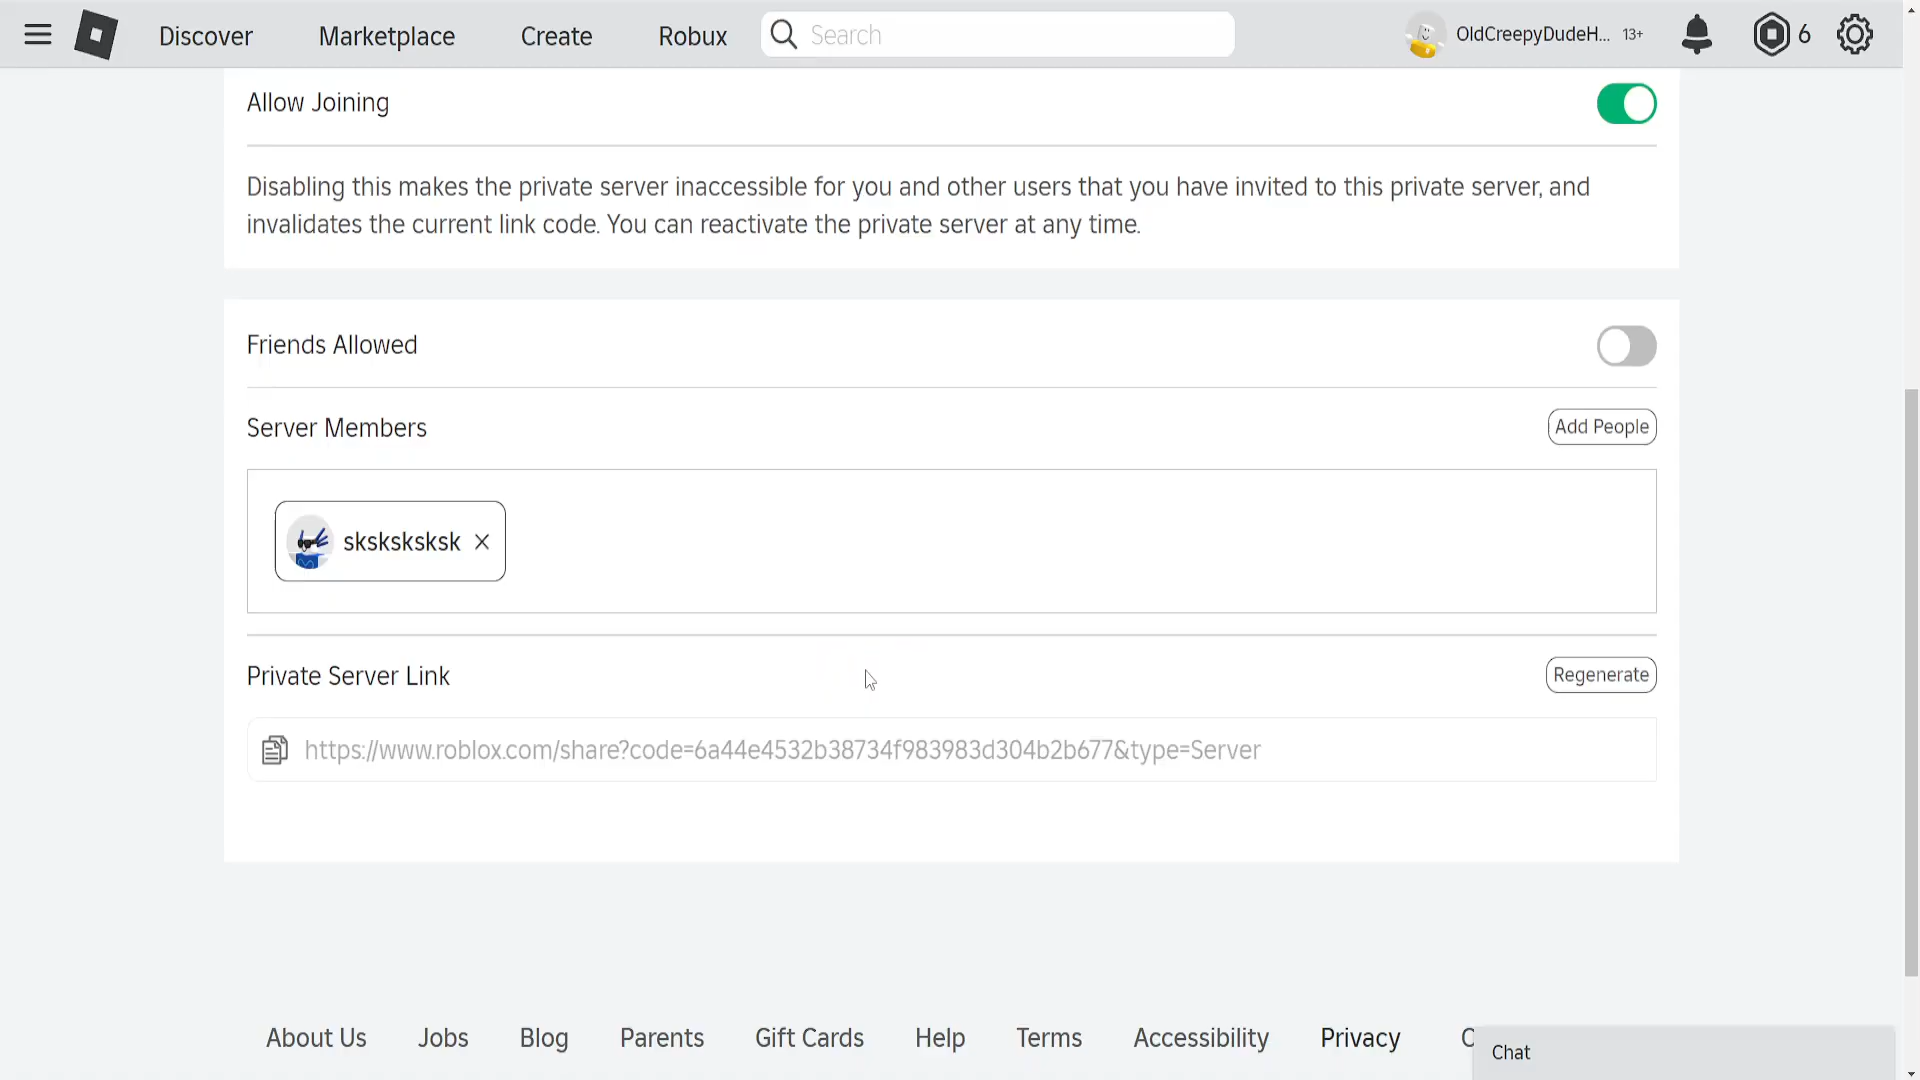 Discover
Marketplace
Create
Robux
Search
OldCreepyDudeH...
13+
6
Allow Joining
Disabling this makes the private server inaccessible for you and other users that you have invited to this private server, and
invalidates the current link code. You can reactivate the private server at any time.
Friends Allowed
Server Members
Add People
sksksksksk
Private Server Link
Regenerate
https://www.roblox.com/share?code=6a44e4532b38734f983983d304b2b677&type=Server
About Us
Jobs
Blog
Parents
Gift Cards
Help
Terms
Accessibility
Privacy
Chat